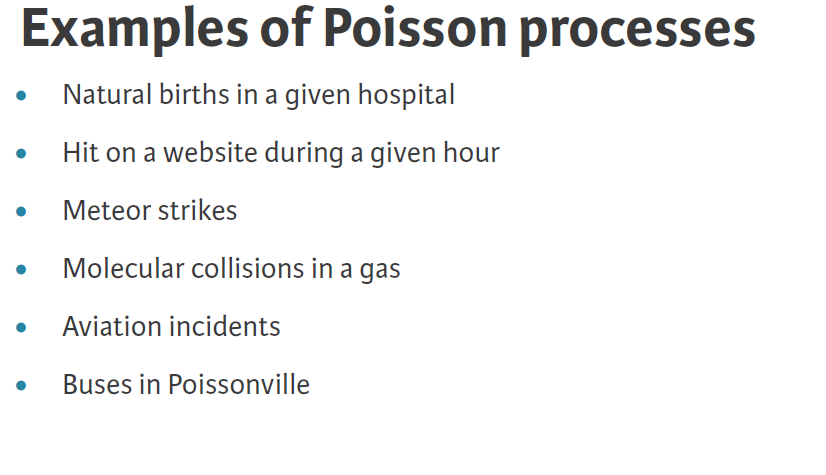 Examples of Poisson processes
Natural births in a given hospital
Hit on a website during a given hour
Meteor strikes
Molecular collisions in a gas
Aviation incidents
Buses in Poissonville